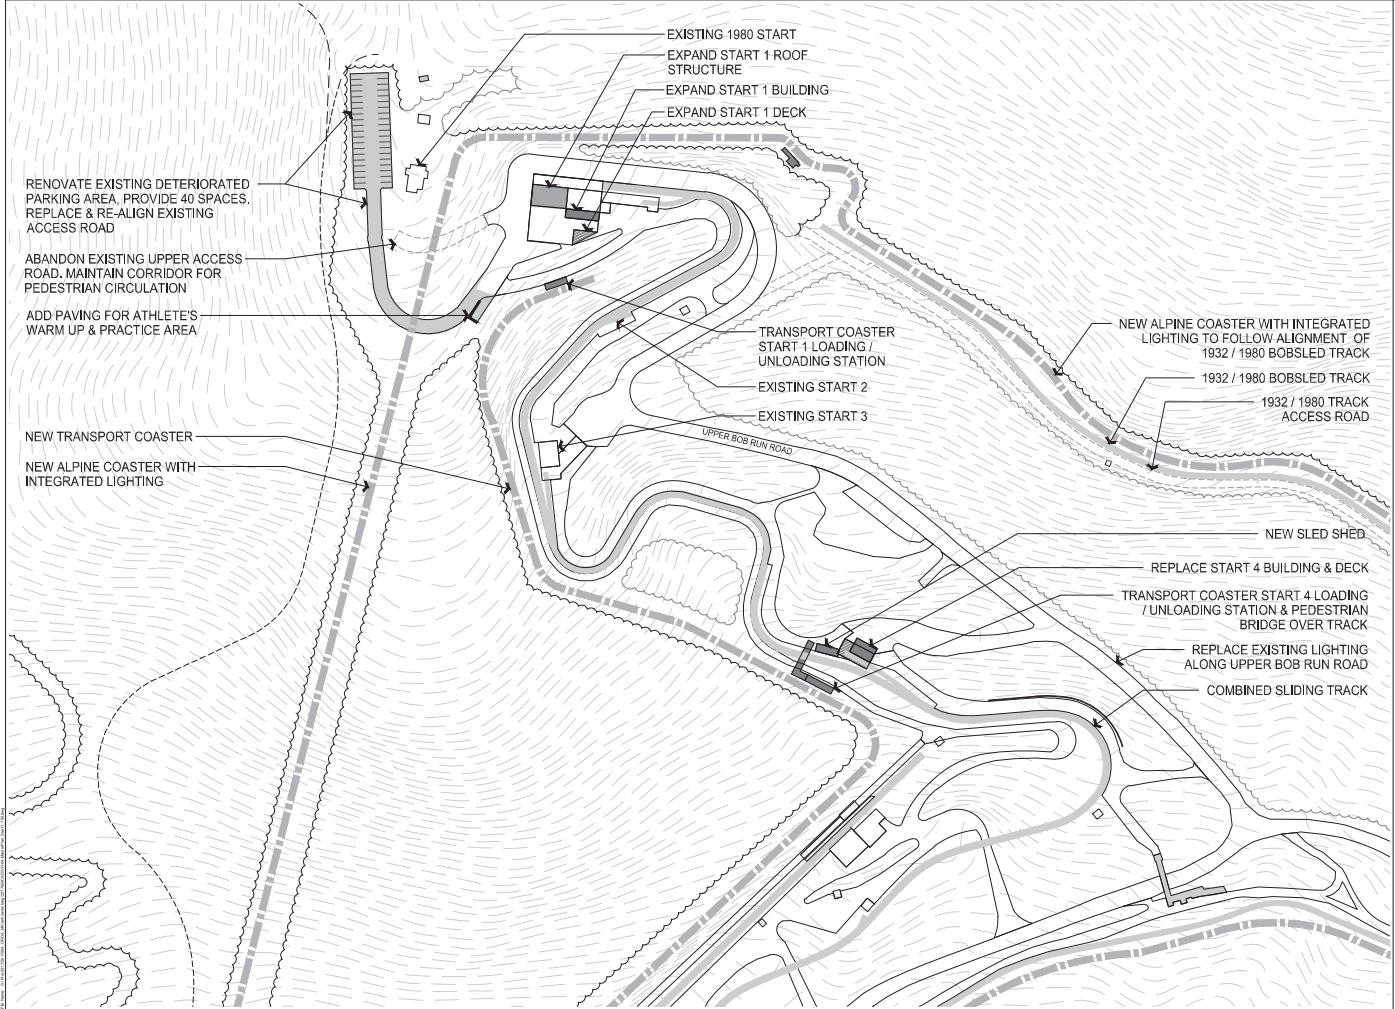 EXISTING 1980 START
EXPAND START 1 ROOF
STRUCTURE
EXPAND START 1 BUILDING
EXPAND START 1 DECK
RENOVATE EXISTING DETERIORATED
PARKING AREA, PROVIDE 40 SPACES.
REPLACE & RE-ALIGN EXISTING
ACCESS ROAD
ABANDON EXISTING UPPER ACCESS
ROAD. MAINTAIN CORRIDOR FOR
PEDESTRIAN CIRCULATION
ADD PAVING FOR ATHLETE'S
WARM UP & PRACTICE AREA
TRANSPORT COASTER
START 1 LOADING /
UNLOADING STATION
EXISTING START 2
EXISTING START 3
NEW ALPINE COASTER WITH INTEGRATED
LIGHTING TO FOLLOW ALIGNMENT OF
1932 / 1980 BOBSLED TRACK
1932 / 1980 BOBSLED TRACK
1932 / 1980 TRACK
ACCESS ROAD
NEW TRANSPORT COASTER
NEW ALPINE COASTER WITH
INTEGRATED LIGHTING
UPPER BOB RUN ROAD
NEW SLED SHED
REPLACE START 4 BUILDING & DECK
TRANSPORT COASTER START 4 LOADING
/ UNLOADING STATION & PEDESTRIAN
BRIDGE OVER TRACK
REPLACE EXISTING LIGHTING
ALONG UPPER BOB RUN ROAD
COMBINED SLIDING TRACK